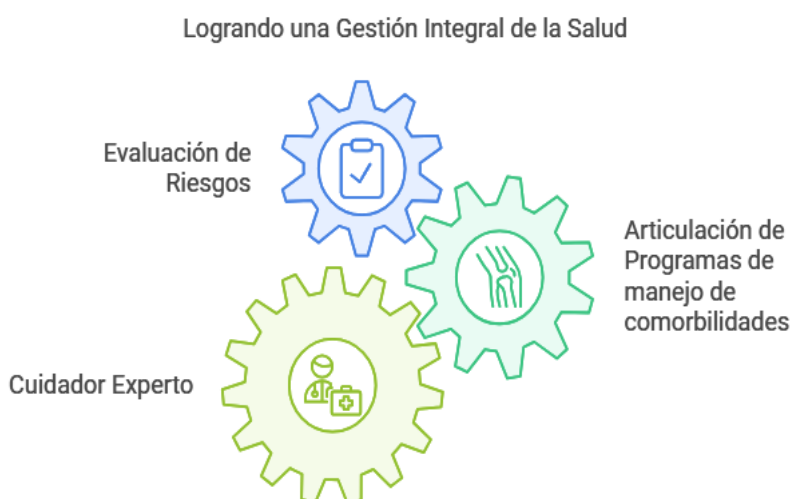 Logrando una Gestión Integral de la Salud
Evaluación de
Riesgos
Articulación de
Programas de
manejo de
comorbilidades
Cuidador Experto